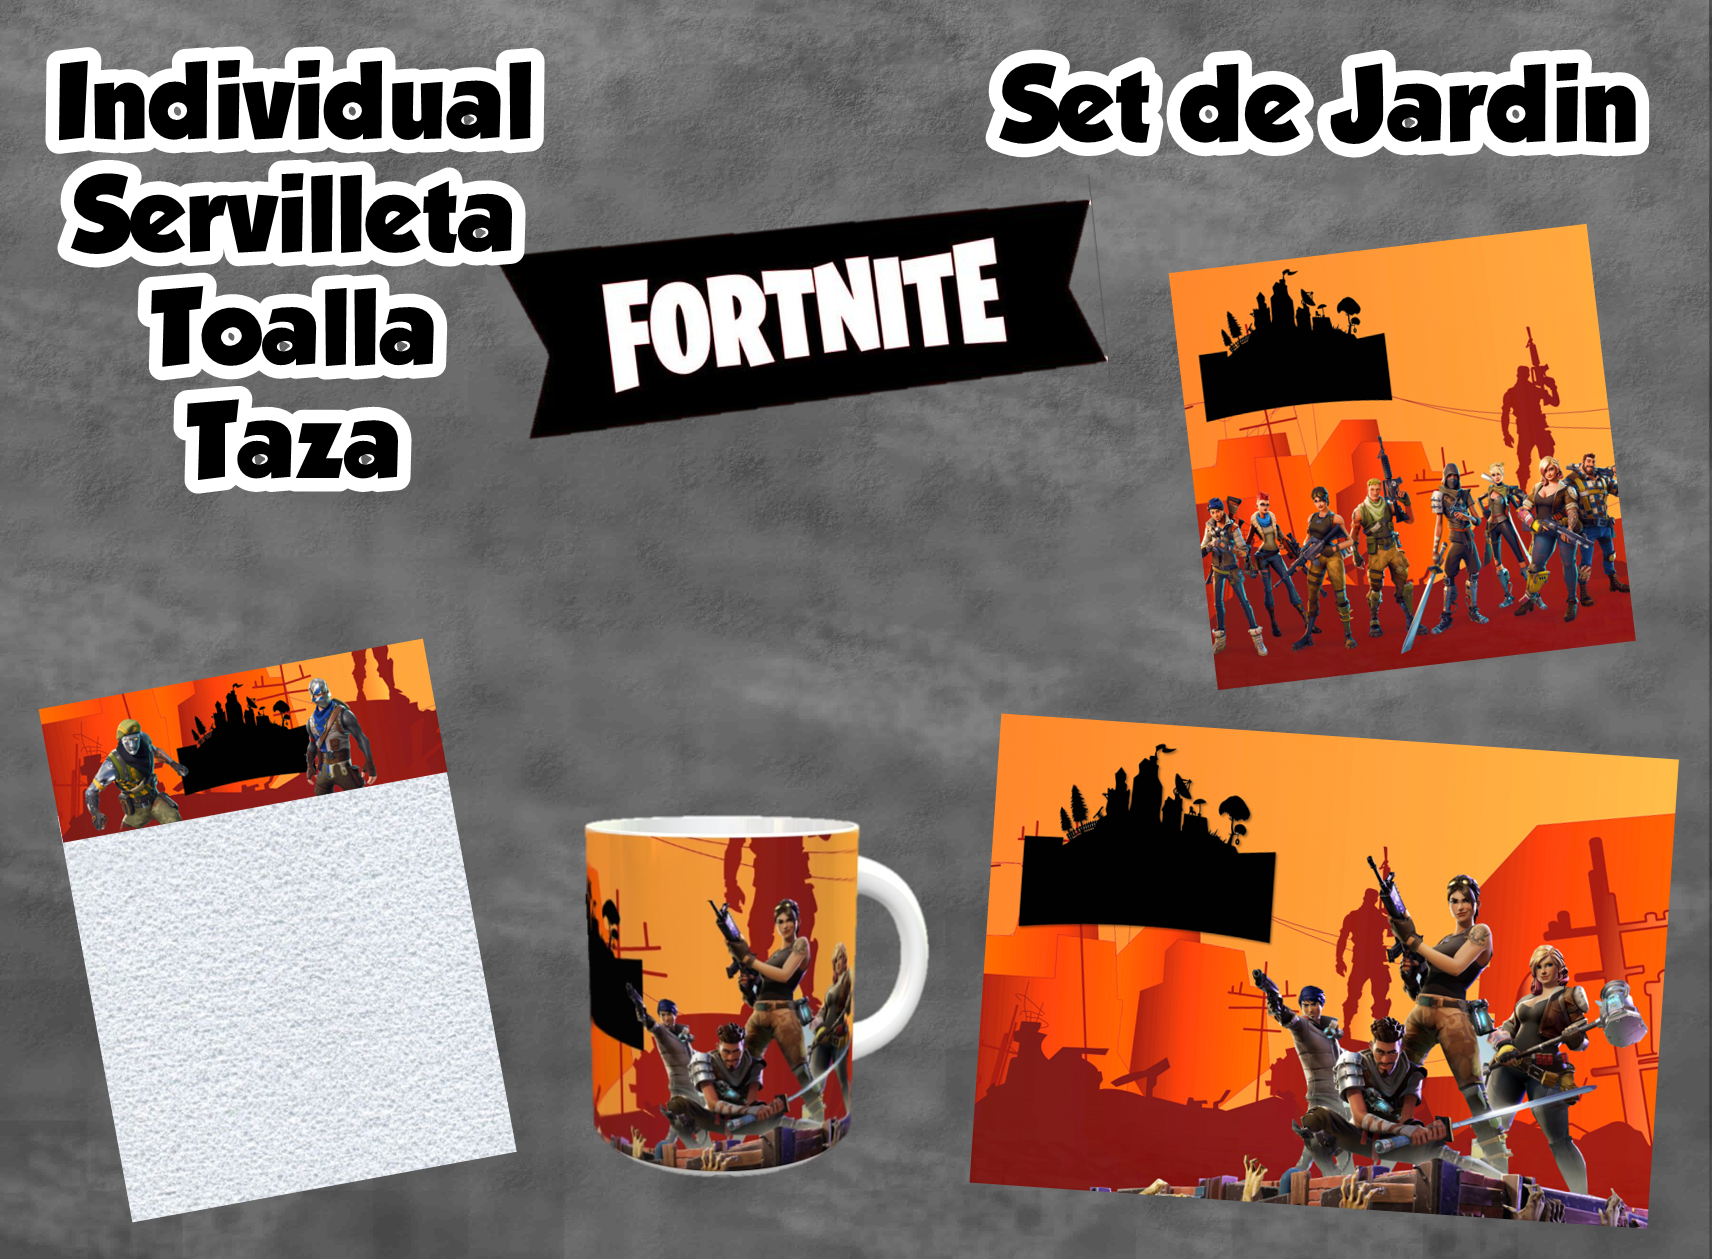 Individual
Servilleta
Toalla
Taza
Set de Jardin
FORTNITE